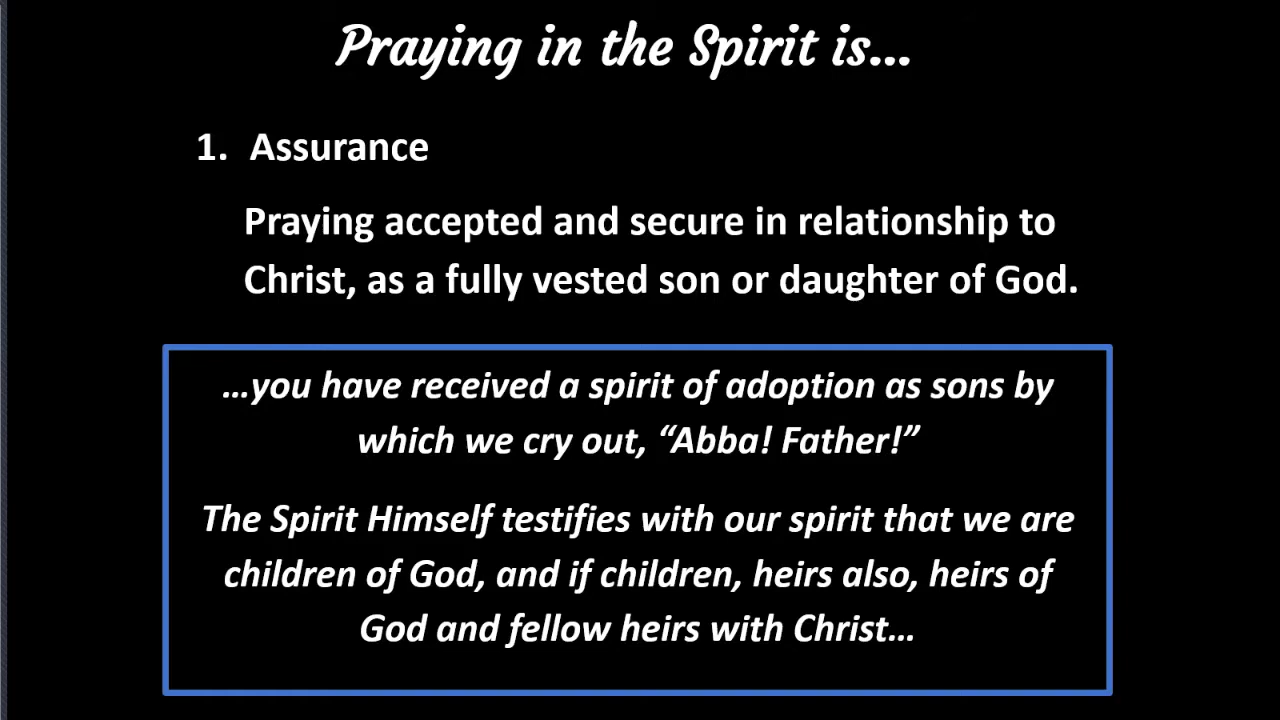 Praying in the Spirit is...
1. Assurance
Praying accepted and secure in relationship to
Christ, as a fully vested son or daughter of God.
...you have received a spirit of adoption as sons by
which we cry out, “Abba! Father!”
The Spirit Himself testifies with our spirit that we are
children of God, and if children, heirs also, heirs of
God and fellow heirs with Christ...